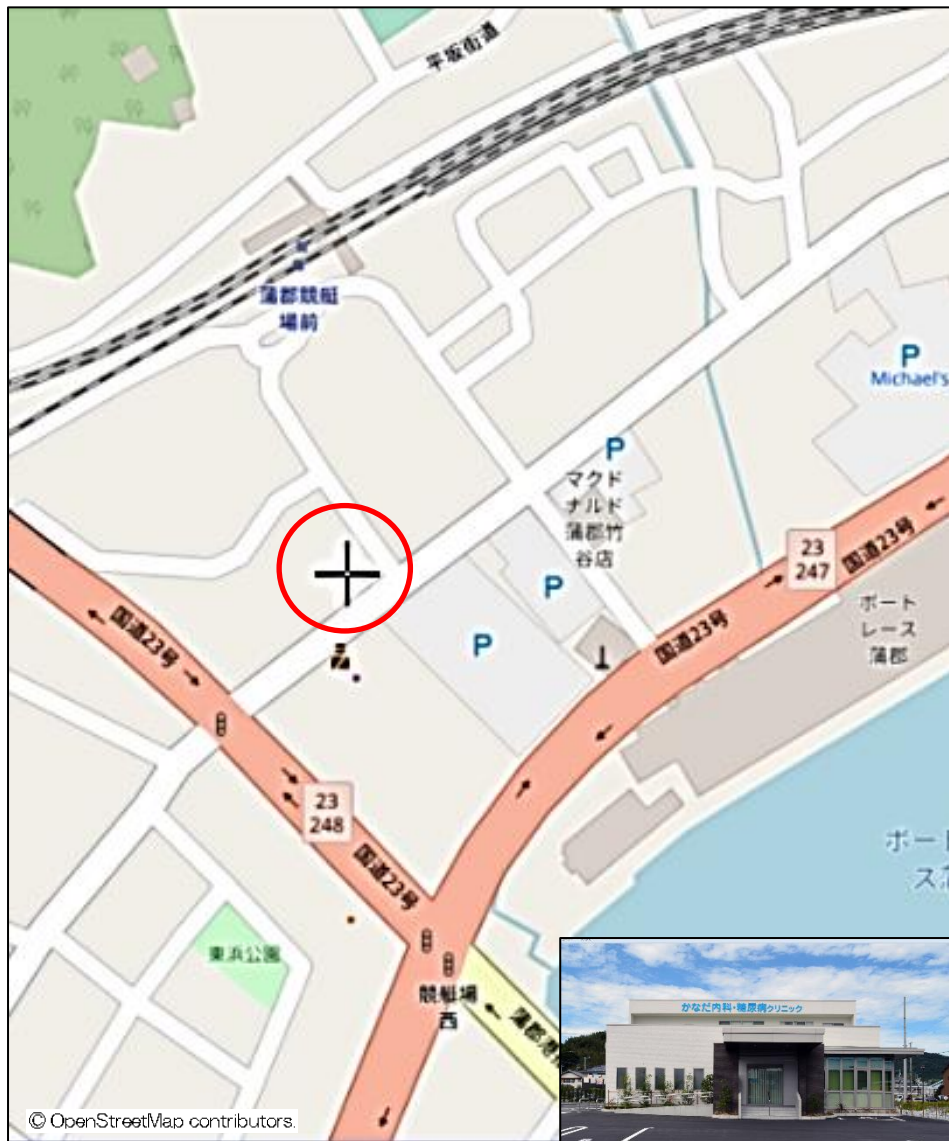 平坂街道
蒲郡競艇
場前
P
Michael's
P
マクド
ナルド
蒲郡竹
谷店
P
P
23
247
国道23号
国道23号
国道23号
ボート
レース
蒲郡
23
248
国道23号
東浜公園
競艇場
西
かなだ内科・糖尿病クリニック
© OpenStreetMap contributors.